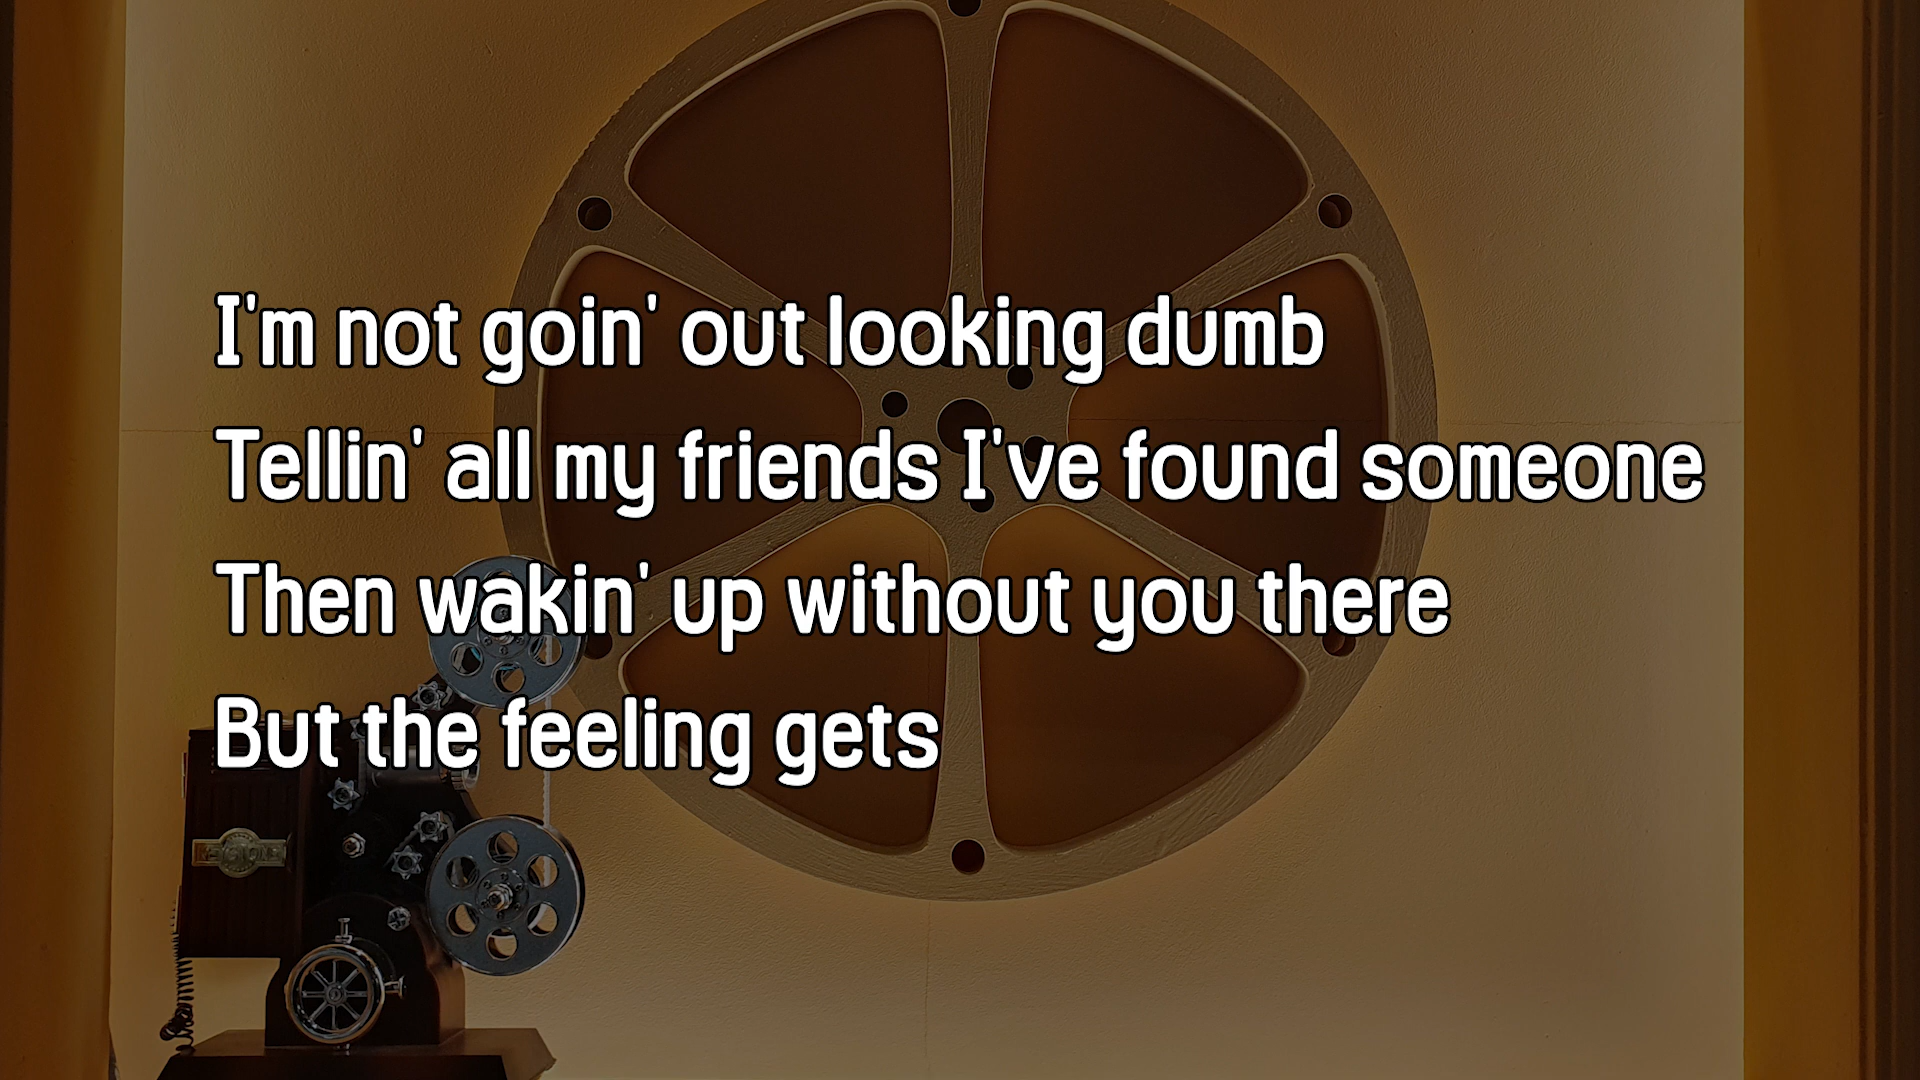 I'm not goin' out looking dumb
Tellin' all my friends I've found someone
Then wakin' up without you there
But the feeling gets